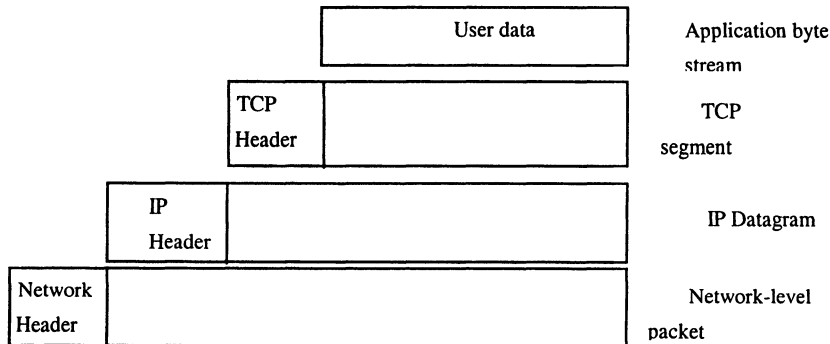 User data
Application byte
stream
TCP
Header
TCP
segment
IP
Header
IP Datagram
Network
Header
Network-level
packet